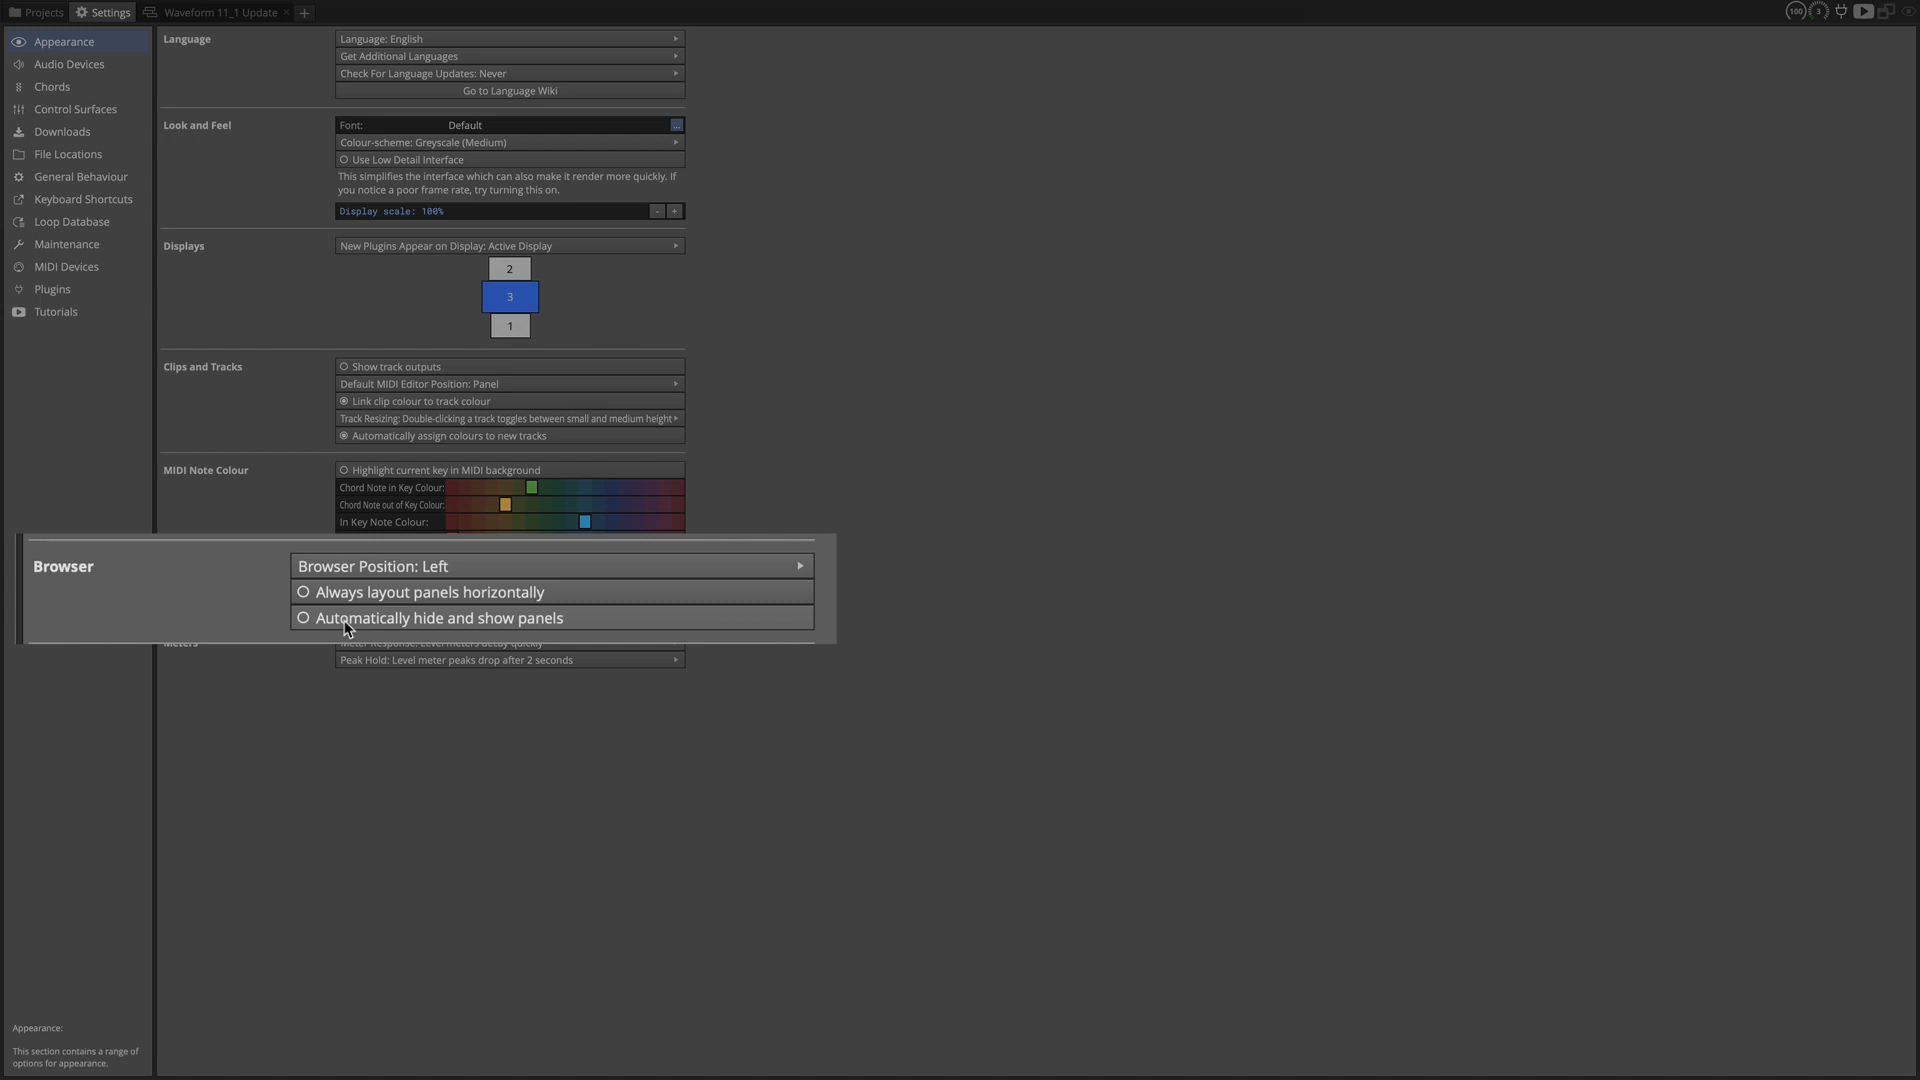 Projects
Settings
Waveform 11_1 Update
100
3
Appearance
Audio Devices
Chords
Control Surfaces
Downloads
File Locations
General Behaviour
Keyboard Shortcuts
Loop Database
Maintenance
MIDI Devices
Plugins
Tutorials
Language
Language: English
Get Additional Languages
Check For Language Updates: Never
Go to Language Wiki
Look and Feel
Font: Default ...
Colour-scheme: Greyscale (Medium)
Use Low Detail Interface
This simplifies the interface which can also make it render more quickly. If
you notice a poor frame rate, try turning this on.
Display scale: 100% - +
Displays
New Plugins Appear on Display: Active Display
2
3
1
Clips and Tracks
Show track outputs
Default MIDI Editor Position: Panel
Link clip colour to track colour
Track Resizing: Double-clicking a track toggles between small and medium height
Automatically assign colours to new tracks
MIDI Note Colour
Highlight current key in MIDI background
Chord Note in Key Colour:
Chord Note out of Key Colour:
In Key Note Colour:
Browser
Browser Position: Left
Always layout panels horizontally
Automatically hide and show panels
Meters
Meter Response: Level meters decay quickly
Peak Hold: Level meter peaks drop after 2 seconds
Appearance:
This section contains a range of
options for appearance.